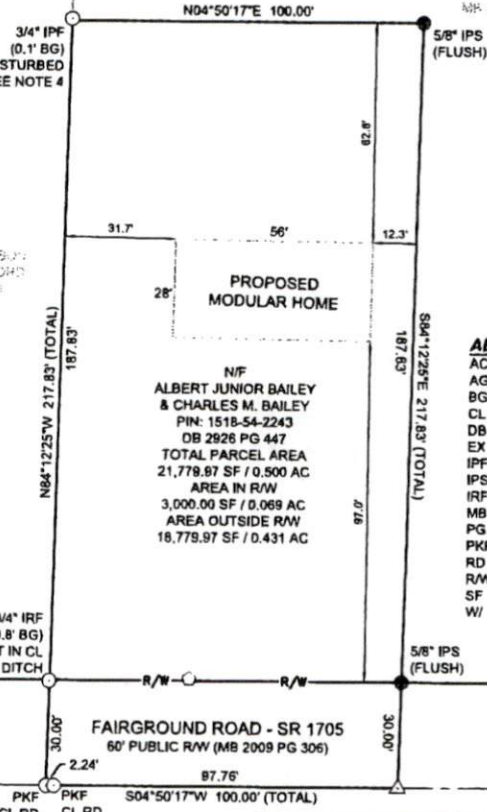 N04°50'17"E 100.00'
3/4" IPF
(0.1' BG)
STURBED
EE NOTE 4
5/8" IPS
(FLUSH)
62.8'
31.7'
56'
12.3'
28'
PROPOSED
MODULAR HOME
N84°12'25"W 217.83' (TOTAL)
187.83'
S84°12'25"E 217.83' (TOTAL)
187.83'
N/F
ALBERT JUNIOR BAILEY
& CHARLES M. BAILEY
PIN: 1518-54-2243
DB 2926 PG 447
TOTAL PARCEL AREA
21,779.97 SF / 0.500 AC
AREA IN R/W
3,000.00 SF / 0.069 AC
AREA OUTSIDE R/W
18,779.97 SF / 0.431 AC
97.0'
AC
AG
BG
CL
DB
EX
IPF
IPS
IRF
MB
PG
PKF
RD
R/W
SF
W/
/4" IRF
.8' BG)
T IN CL
DITCH
5/8" IPS
(FLUSH)
R/W
R/W
30.00'
FAIRGROUND ROAD - SR 1705
60' PUBLIC R/W (MB 2009 PG 306)
30.00'
2.24'
97.76'
PKF
PKF
S04°50'17"W 100.00' (TOTAL)
CL RD
CL RD